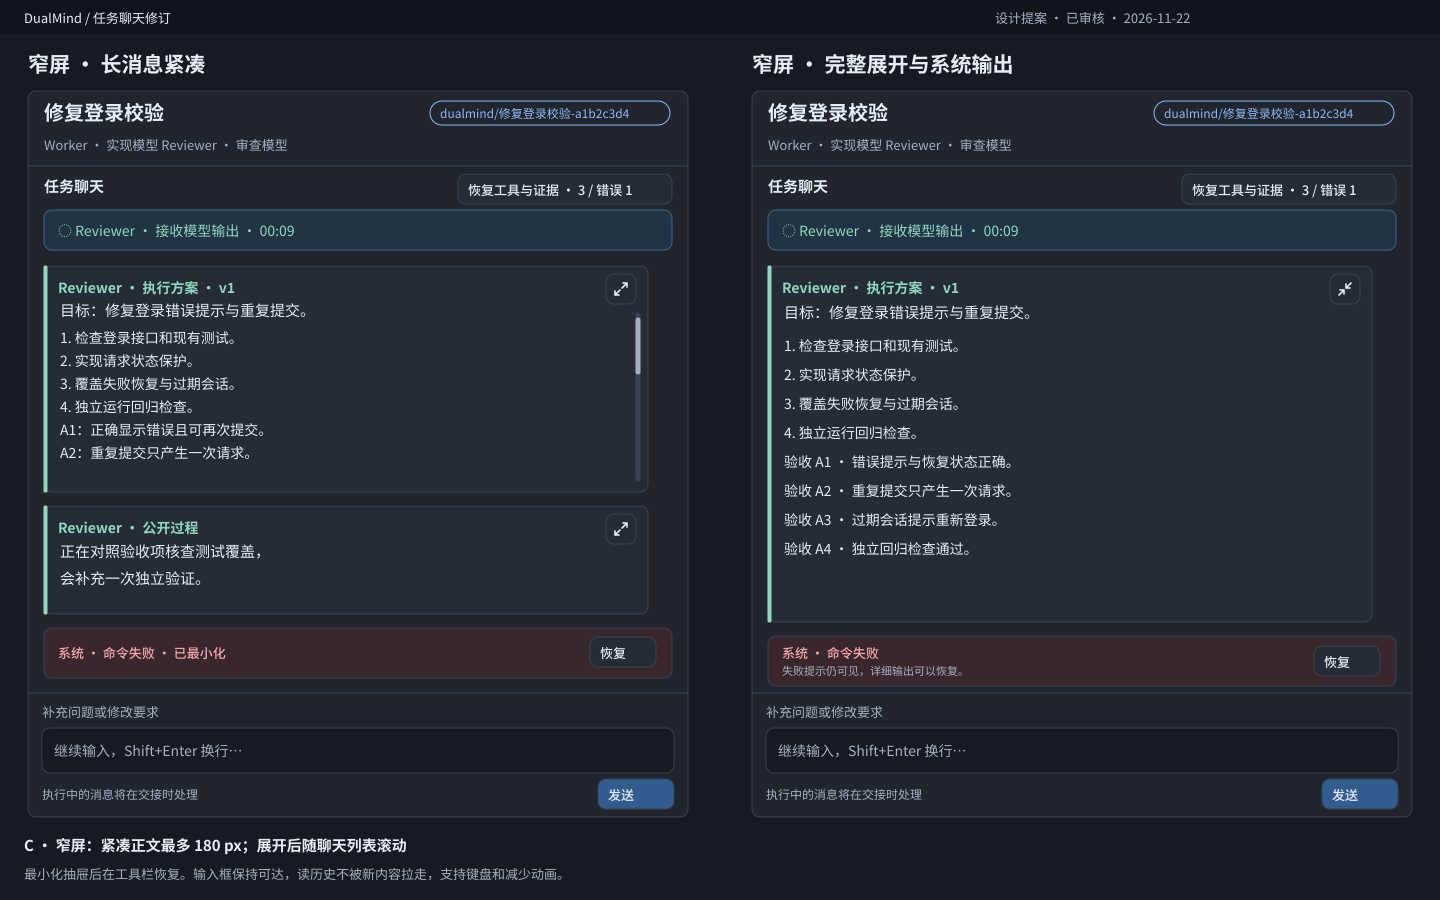 DualMind / 任务聊天修订
设计提案 · 已审核 · 2026-11-22
窄屏 · 长消息紧凑
修复登录校验
dualmind/修复登录校验-a1b2c3d4
Worker · 实现模型 Reviewer · 审查模型
任务聊天
恢复工具与证据 · 3 / 错误 1
Reviewer · 接收模型输出 · 00:09
Reviewer · 执行方案 · v1
目标：修复登录错误提示与重复提交。
1. 检查登录接口和现有测试。
2. 实现请求状态保护。
3. 覆盖失败恢复与过期会话。
4. 独立运行回归检查。
A1：正确显示错误且可再次提交。
A2：重复提交只产生一次请求。
Reviewer · 公开过程
正在对照验收项核查测试覆盖，
会补充一次独立验证。
系统 · 命令失败 · 已最小化
恢复
补充问题或修改要求
继续输入，Shift+Enter 换行…
执行中的消息将在交接时处理
发送
窄屏 · 完整展开与系统输出
修复登录校验
dualmind/修复登录校验-a1b2c3d4
Worker · 实现模型 Reviewer · 审查模型
任务聊天
恢复工具与证据 · 3 / 错误 1
Reviewer · 接收模型输出 · 00:09
Reviewer · 执行方案 · v1
目标：修复登录错误提示与重复提交。
1. 检查登录接口和现有测试。
2. 实现请求状态保护。
3. 覆盖失败恢复与过期会话。
4. 独立运行回归检查。
验收 A1 · 错误提示与恢复状态正确。
验收 A2 · 重复提交只产生一次请求。
验收 A3 · 过期会话提示重新登录。
验收 A4 · 独立回归检查通过。
系统 · 命令失败
失败提示仍可见，详细输出可以恢复。
恢复
补充问题或修改要求
继续输入，Shift+Enter 换行…
执行中的消息将在交接时处理
发送
C · 窄屏：紧凑正文最多 180 px；展开后随聊天列表滚动
最小化抽屉后在工具栏恢复。输入框保持可达，读历史不被新内容拉走，支持键盘和减少动画。